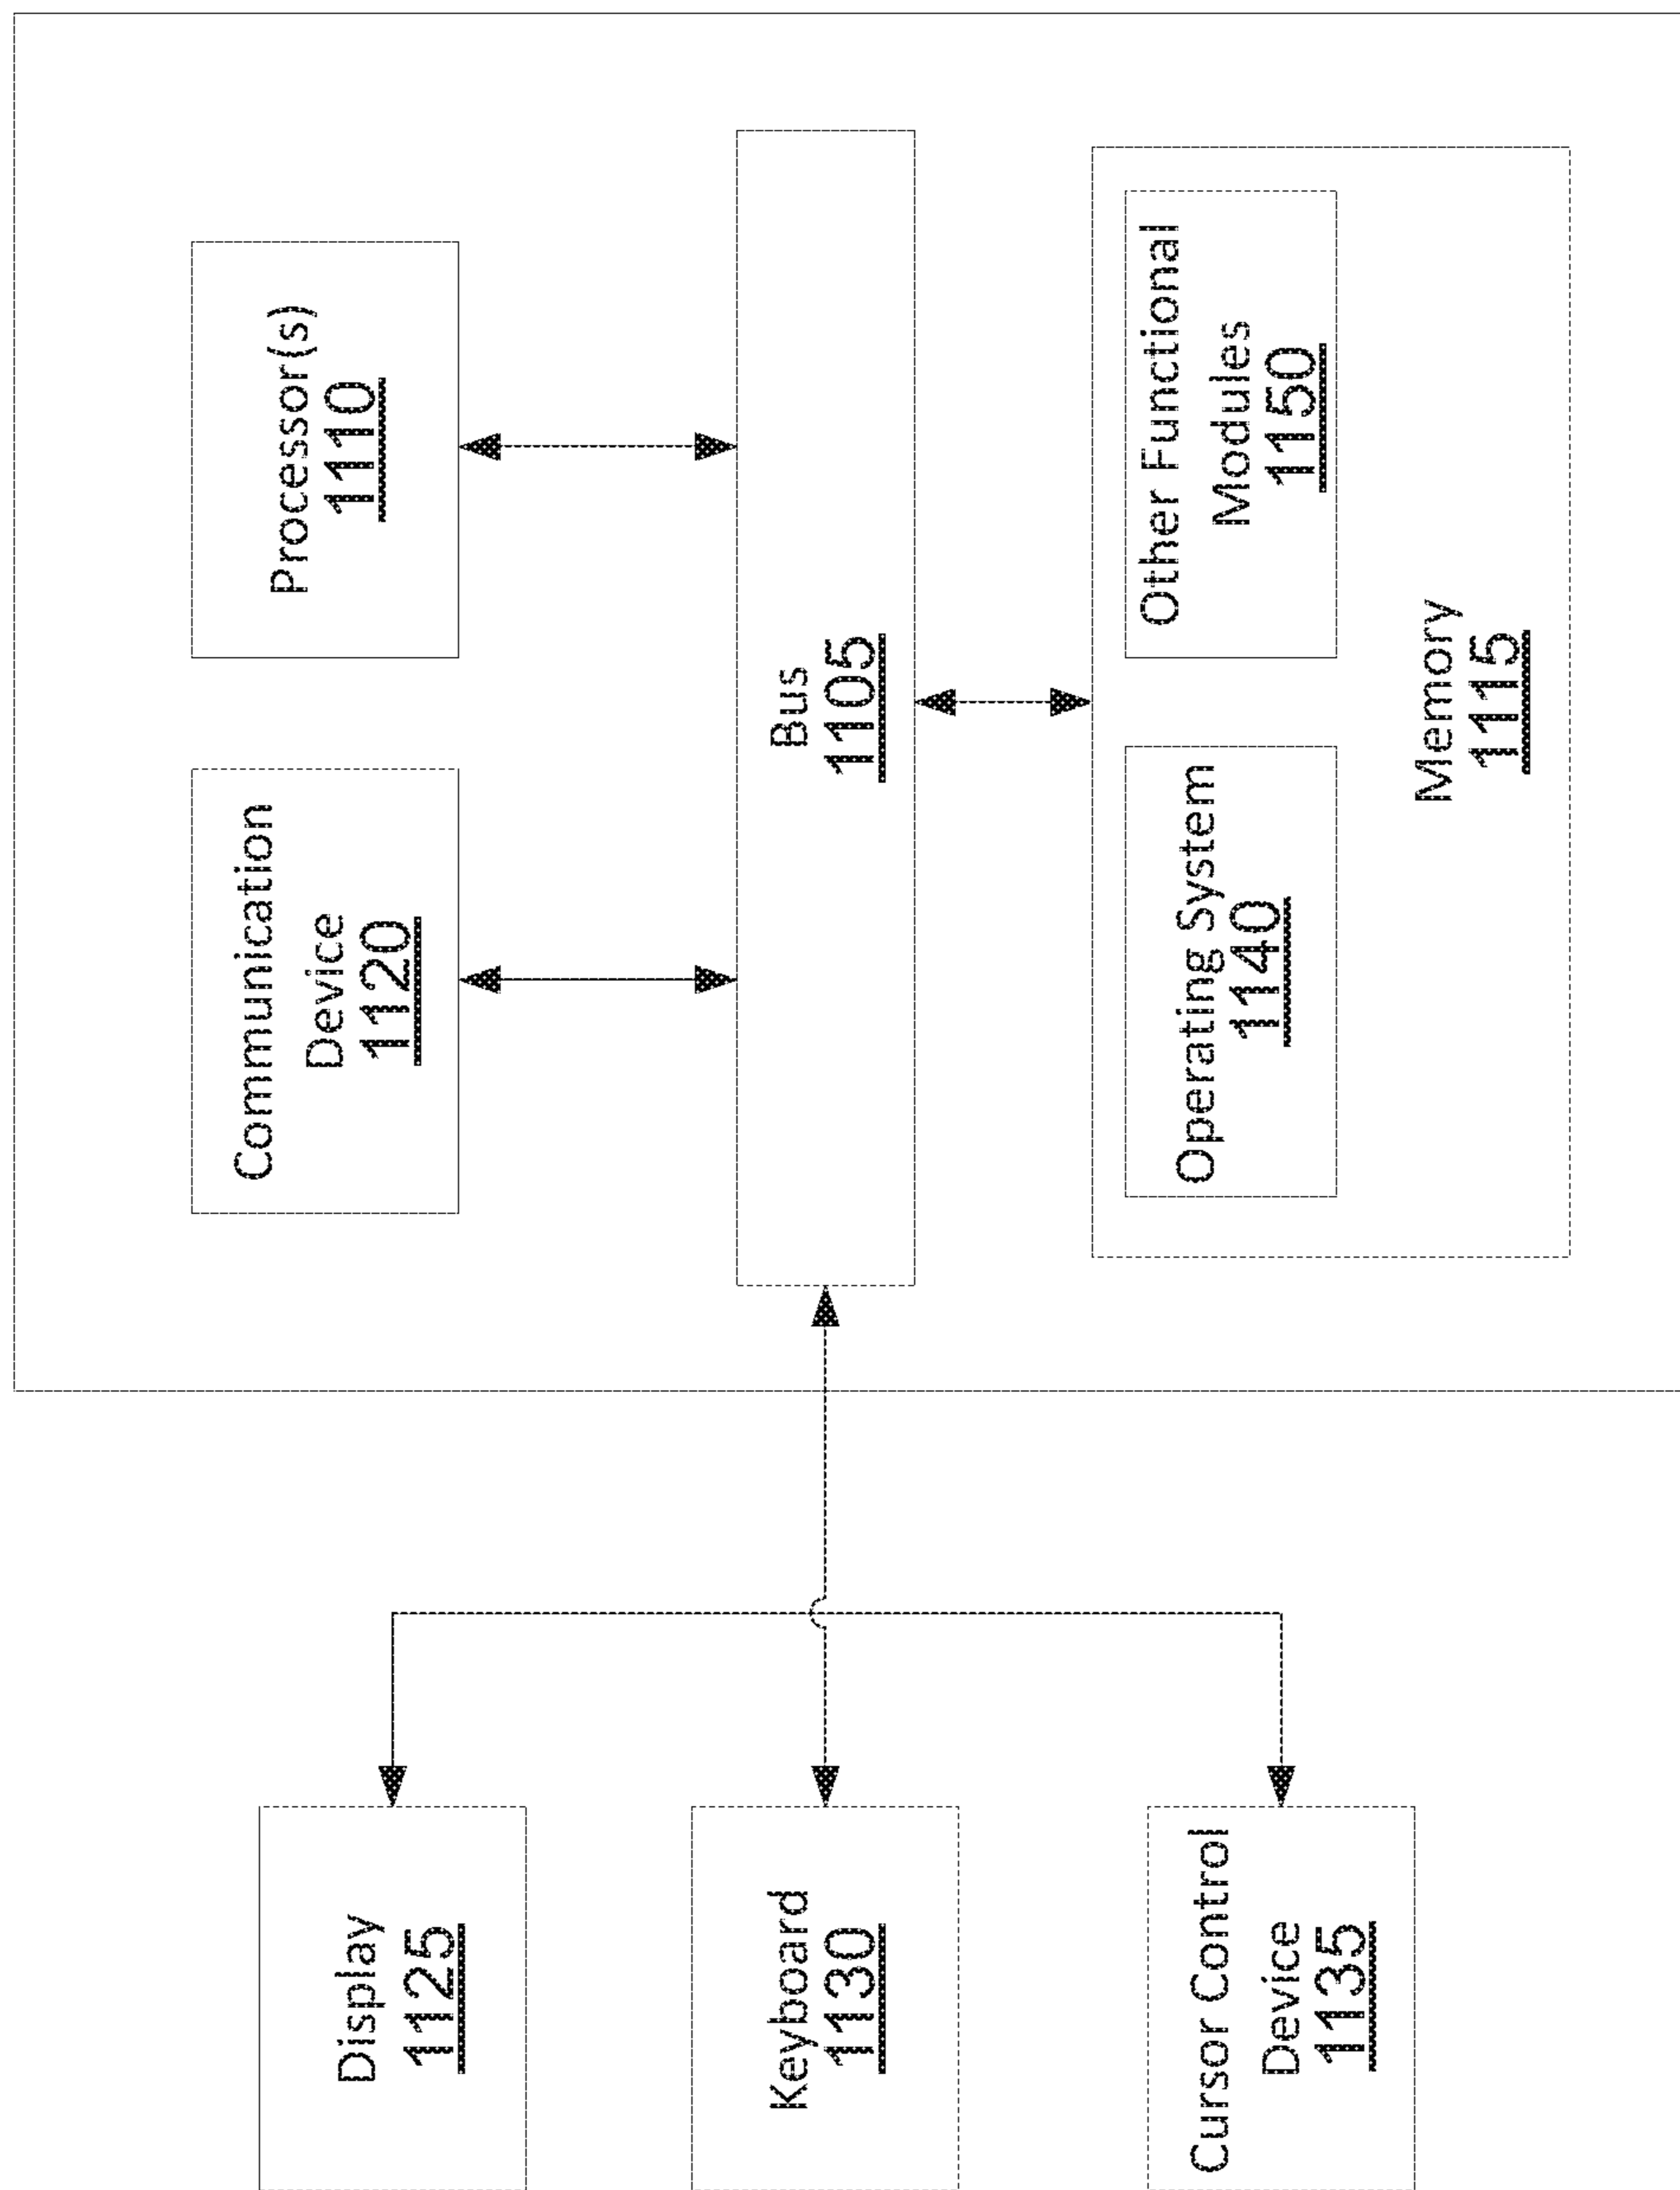 Display
1125
Keyboard
1130
Cursor Control
Device
1135
Communication
Device
1120
Processor(s)
1110
Bus
1105
Operating System
1140
Other Functional
Modules
1150
Memory
1115